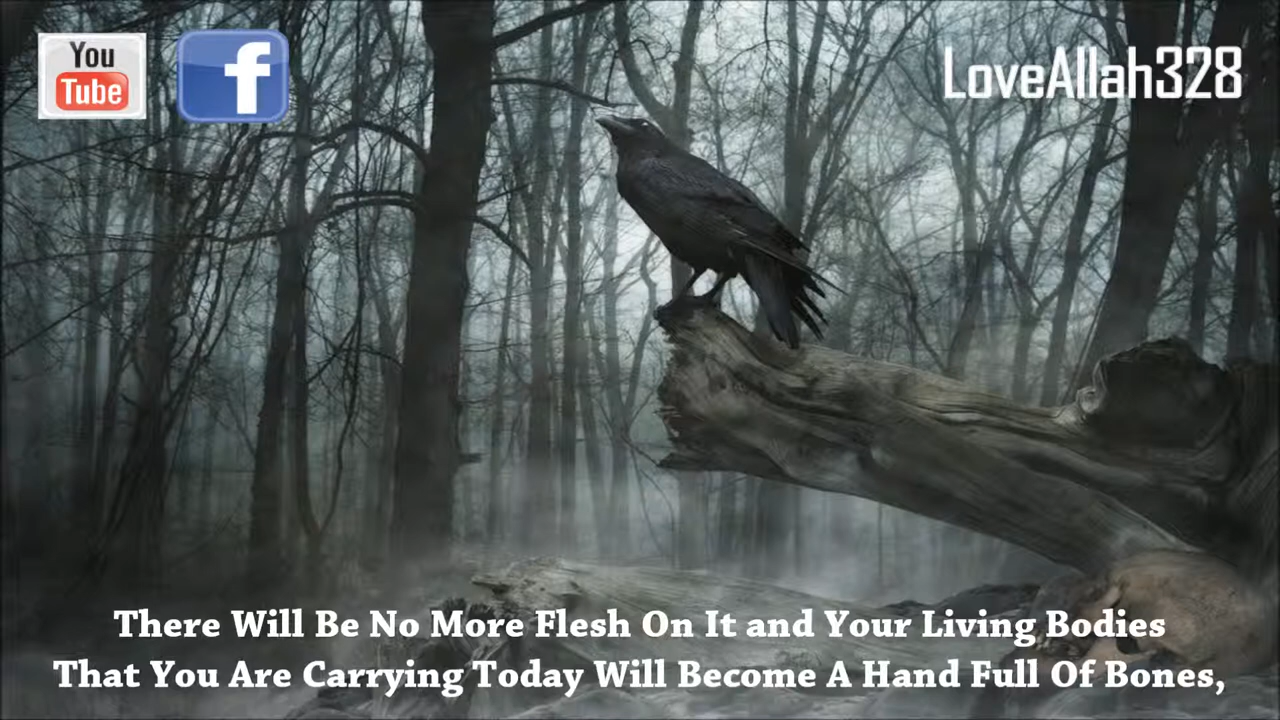 You
Tube
f
LoveAllah328
There Will Be No More Flesh On It and Your Living Bodies
That You Are Carrying Today Will Become A Hand Full Of Bones,